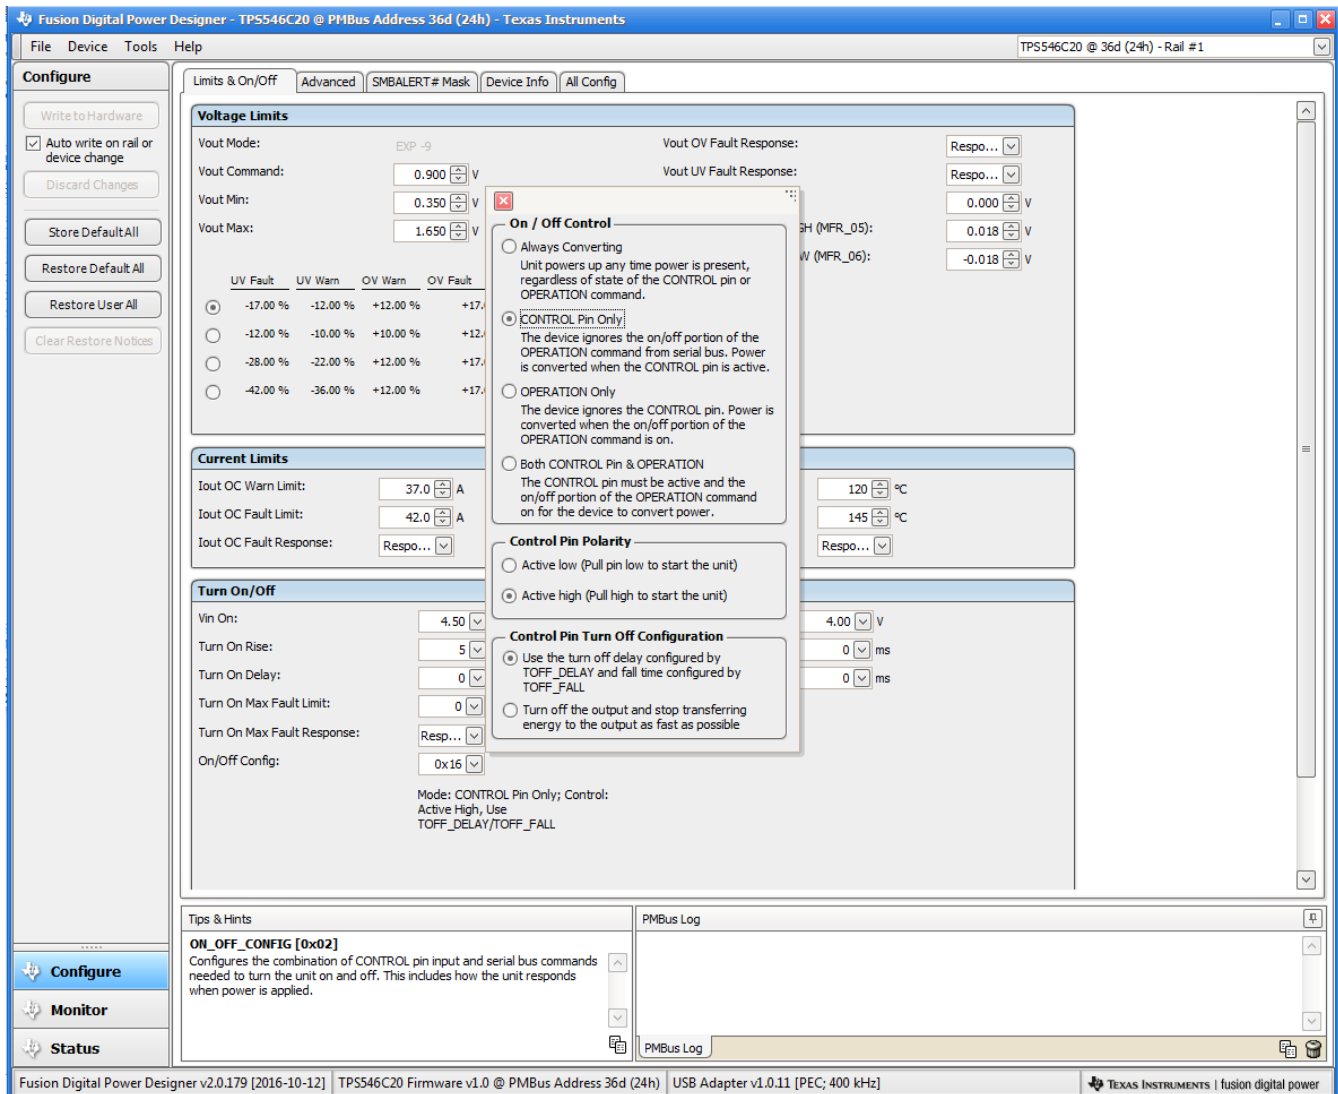 Fusion Digital Power Designer - TPS546C20 @ PMBus Address 36d (24h) - Texas Instruments
File Device Tools Help
TPS546C20 @ 36d (24h) - Rail #1
Configure
Write to Hardware
Auto write on rail or
device change
Discard Changes
Store Default All
Restore Default All
Restore User All
Clear Restore Notices
Limits & On/Off Advanced SMBALERT# Mask Device Info All Config
Voltage Limits
Vout Mode: EXP -9
Vout Command: 0.900 V
Vout Min: 0.350 V
Vout Max: 1.650 V
Vout OV Fault Response: Respo...
Vout UV Fault Response: Respo...
0.000 V
GH (MFR_05): 0.018 V
W (MFR_06): -0.018 V
UV Fault UV Warn OV Warn OV Fault
-17.00 % -12.00 % +12.00 % +17.
-12.00 % -10.00 % +10.00 % +12.
-28.00 % -22.00 % +12.00 % +17.
-42.00 % -36.00 % +12.00 % +17.
Current Limits
Iout OC Warn Limit: 37.0 A
Iout OC Fault Limit: 42.0 A
Iout OC Fault Response: Respo...
120 ºC
145 ºC
Respo...
Turn On/Off
Vin On: 4.50
Turn On Rise: 5
Turn On Delay: 0
Turn On Max Fault Limit: 0
Turn On Max Fault Response: Resp...
On/Off Config: 0x16
Mode: CONTROL Pin Only; Control:
Active High, Use
TOFF_DELAY/TOFF_FALL
4.00 V
0 ms
0 ms
On / Off Control
Always Converting
Unit powers up any time power is present,
regardless of state of the CONTROL pin or
OPERATION command.
CONTROL Pin Only
The device ignores the on/off portion of the
OPERATION command from serial bus. Power
is converted when the CONTROL pin is active.
OPERATION Only
The device ignores the CONTROL pin. Power is
converted when the on/off portion of the
OPERATION command is on.
Both CONTROL Pin & OPERATION
The CONTROL pin must be active and the
on/off portion of the OPERATION command
on for the device to convert power.
Control Pin Polarity
Active low (Pull pin low to start the unit)
Active high (Pull high to start the unit)
Control Pin Turn Off Configuration
Use the turn off delay configured by
TOFF_DELAY and fall time configured by
TOFF_FALL
Turn off the output and stop transferring
energy to the output as fast as possible
Tips & Hints
ON_OFF_CONFIG [0x02]
Configures the combination of CONTROL pin input and serial bus commands
needed to turn the unit on and off. This includes how the unit responds
when power is applied.
PMBus Log
PMBus Log
Configure
Monitor
Status
Fusion Digital Power Designer v2.0.179 [2016-10-12] TPS546C20 Firmware v1.0 @ PMBus Address 36d (24h) USB Adapter v1.0.11 [PEC; 400 kHz]
TEXAS INSTRUMENTS | fusion digital power